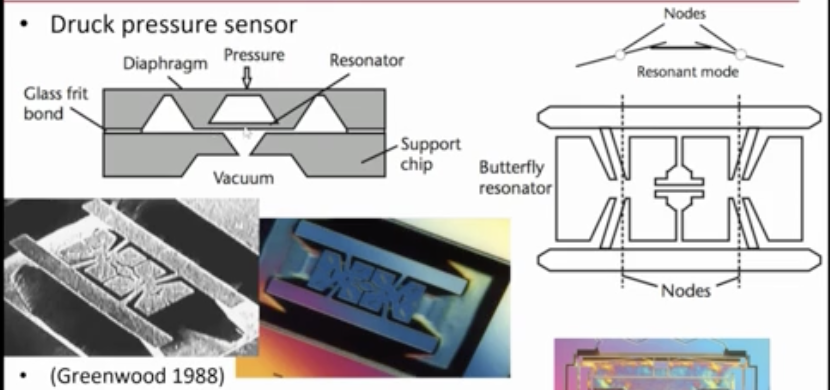 • Druck pressure sensor
Diaphragm
Pressure
Resonator
Glass frit
bond
Support
chip
Vacuum
Nodes
Resonant mode
Butterfly
resonator
Nodes
• (Greenwood 1988)